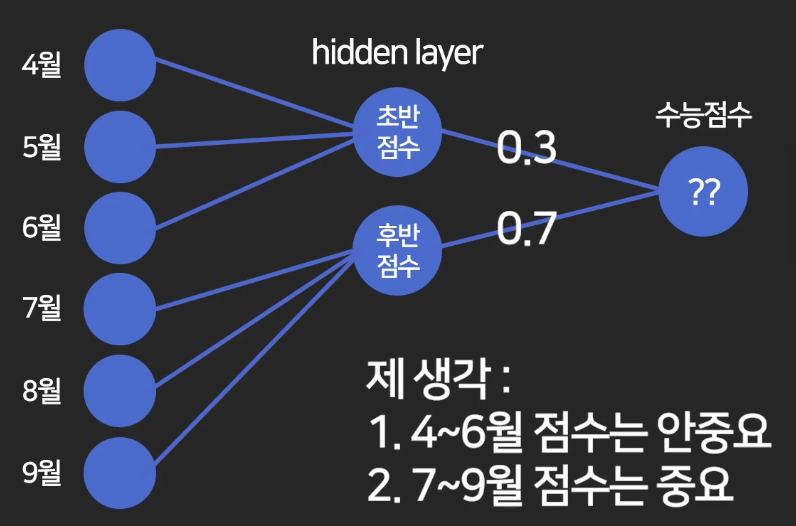 4월
5월
6월
7월
8월
9월
hidden layer
초반
점수
후반
점수
0.3
0.7
수능점수
??
제 생각 :
1. 4~6월 점수는 안중요
2. 7~9월 점수는 중요